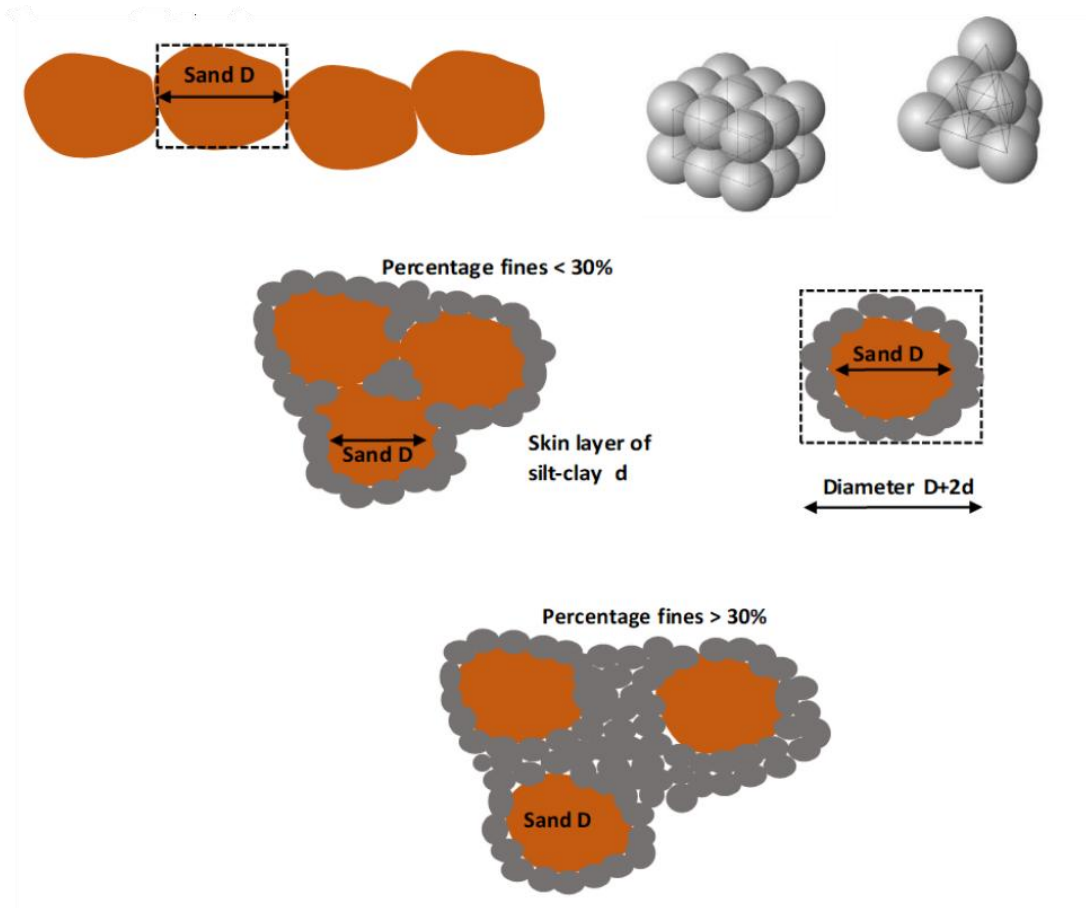 Sand D
Percentage fines < 30%
Sand D
Sand D
Skin layer of
silt-clay d
Diameter D+2d
Percentage fines > 30%
Sand D